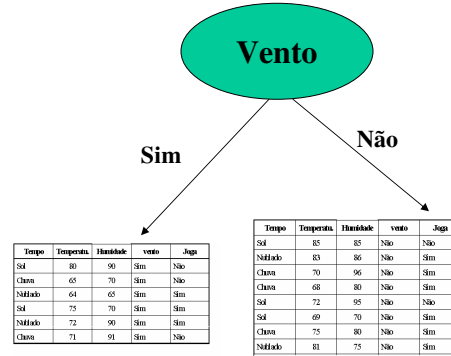 Vento
Sim
Não
Tempo Temperatu. Humidade vento Joga
Sol 80 90 Sim Não
Chuva 65 70 Sim Não
Nublado 64 65 Sim Sim
Sol 75 70 Sim Sim
Nublado 72 90 Sim Sim
Chuva 71 91 Sim Não
Tempo Temperatu. Humidade vento Joga
Sol 85 85 Não Não
Nublado 83 86 Não Sim
Chuva 70 96 Não Sim
Chuva 68 80 Não Sim
Sol 72 95 Não Não
Sol 69 70 Não Sim
Chuva 75 80 Não Sim
Nublado 81 75 Não Sim